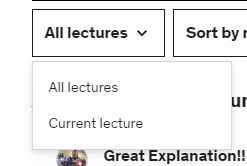 All lectures
Sort by
All lectures
Current lecture
Great Explanation!!